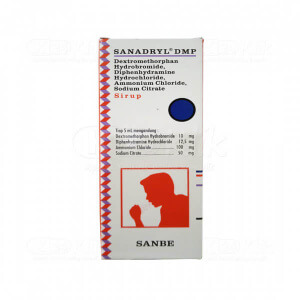 SANADRYL® DMP
Dextromethorphan
Hydrobromide,
Diphenhydramine
Hydrochloride,
Ammonium Chloride,
Sodium Citrate
Sirup
Tiap 5 ml mengandung :
Dextromethorphan Hydrobromide 10 mg
Diphenhydramine Hydrochloride 12,5 mg
Ammonium Chloride 100 mg
Sodium Citrate 50 mg
SANBE